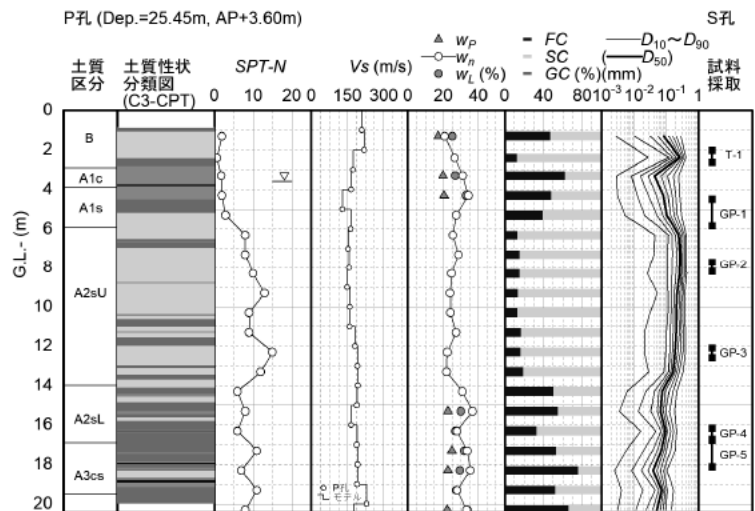 P孔 (Dep.=25.45m, AP+3.60m)
S孔
土質
区分
土質性状
分類図
(C3-CPT)
SPT-N
Vs (m/s)
wP
wn
wL (%)
FC
SC
GC (%)
D10～D90
(D50)
(mm)
試料
採取
0 10 20
0 150 300
20 40
0 40 80
10-3 10-2 10-1 1
G.L.- (m)
0
2
4
6
8
10
12
14
16
18
20
B
A1c
A1s
A2sU
A2sL
A3cs
P孔
モデル
T-1
GP-1
GP-2
GP-3
GP-4
GP-5